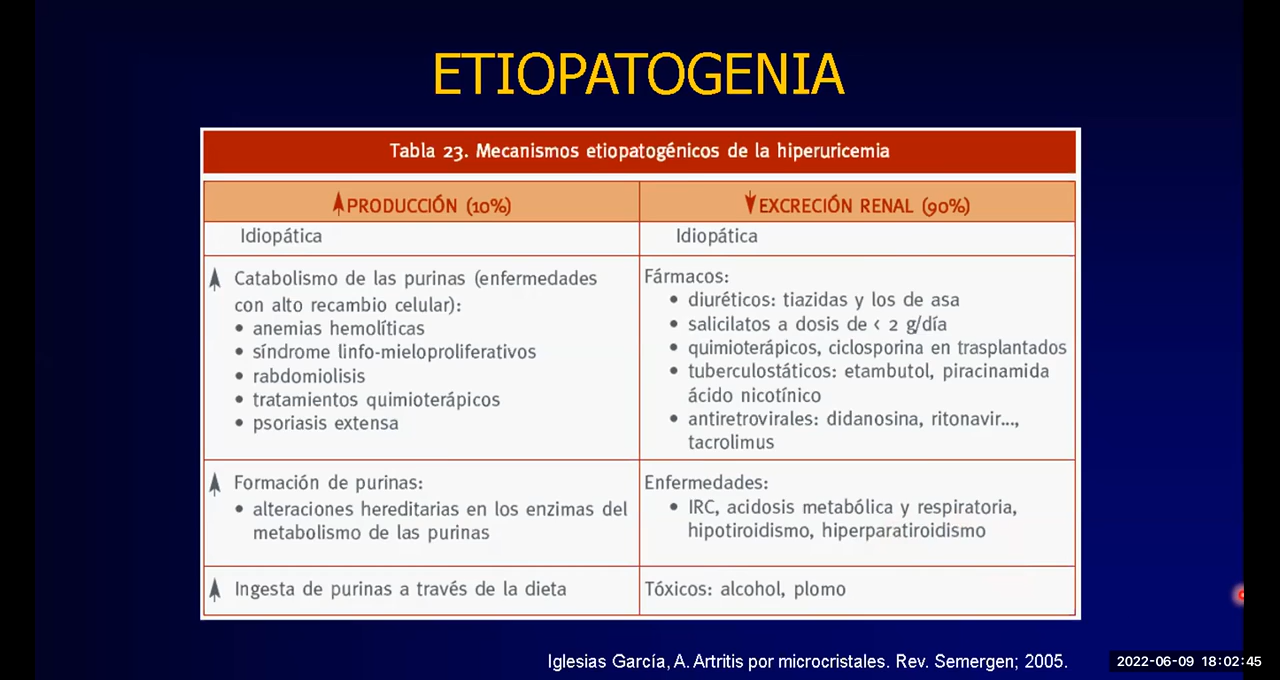 ETIOPATOGENIA
Tabla 23. Mecanismos etiopatogénicos de la hiperuricemia
PRODUCCIÓN (10%)
EXCRECIÓN RENAL (90%)
Idiopática
Idiopática
Catabolismo de las purinas (enfermedades
con alto recambio celular):
• anemias hemolíticas
• síndrome linfo-mieloproliferativos
• rabdomiolisis
• tratamientos quimioterápicos
• psoriasis extensa
Fármacos:
• diuréticos: tiazidas y los de asa
• salicilatos a dosis de < 2 g/día
• quimioterápicos, ciclosporina en trasplantados
• tuberculostáticos: etambutol, piracinamida
ácido nicotínico
• antiretrovirales: didanosina, ritonavir...,
tacrolimus
Formación de purinas:
• alteraciones hereditarias en los enzimas del
metabolismo de las purinas
Enfermedades:
• IRC, acidosis metabólica y respiratoria,
hipotiroidismo, hiperparatiroidismo
Ingesta de purinas a través de la dieta
Tóxicos: alcohol, plomo
Iglesias García, A. Artritis por microcristales. Rev. Semergen; 2005.
2022-06-09 18:02:45